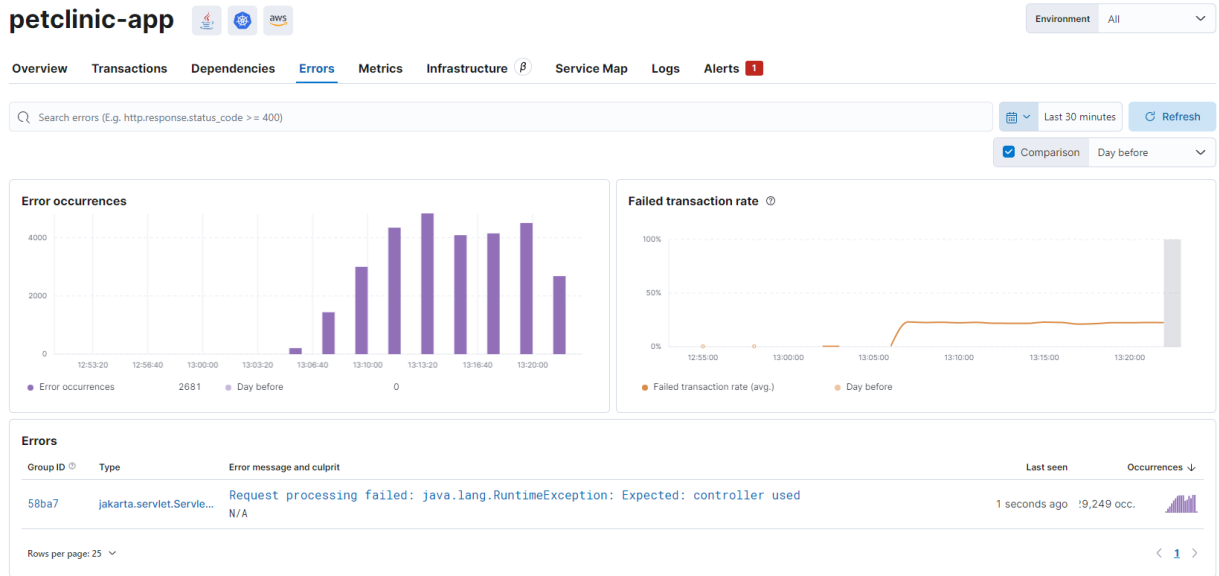 petclinic-app
aws
Environment All
Overview Transactions Dependencies Errors Metrics Infrastructure β Service Map Logs Alerts 1
Search errors (E.g. http.response.status_code >= 400)
Last 30 minutes
Refresh
Comparison Day before
Error occurrences
4000
2000
0
12:53:20 12:56:40 13:00:00 13:03:20 13:06:40 13:10:00 13:13:20 13:16:40 13:20:00
Error occurrences 2681 Day before 0
Failed transaction rate
100%
50%
0%
12:55:00 13:00:00 13:05:00 13:10:00 13:15:00 13:20:00
Failed transaction rate (avg.) Day before
Errors
Group ID Type Error message and culprit Last seen Occurrences
58ba7 jakarta.servlet.Servle... Request processing failed: java.lang.RuntimeException: Expected: controller used 1 seconds ago 9,249 occ.
N/A
Rows per page: 25
1